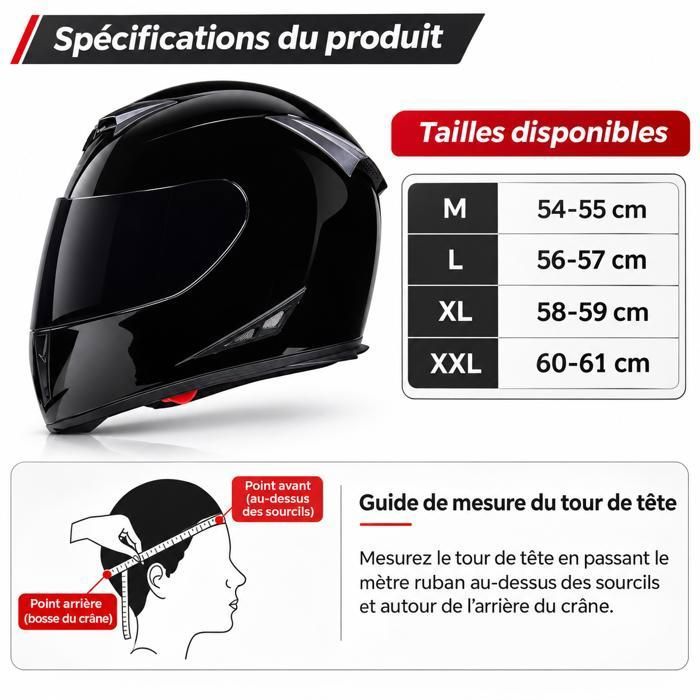 Spécifications du produit
Tailles disponibles
M 54-55 cm
L 56-57 cm
XL 58-59 cm
XXL 60-61 cm
Point avant
(au-dessus
des sourcils)
Point arrière
(bosse du crâne)
Guide de mesure du tour de tête
Mesurez le tour de tête en passant le
mètre ruban au-dessus des sourcils
et autour de l'arrière du crâne.